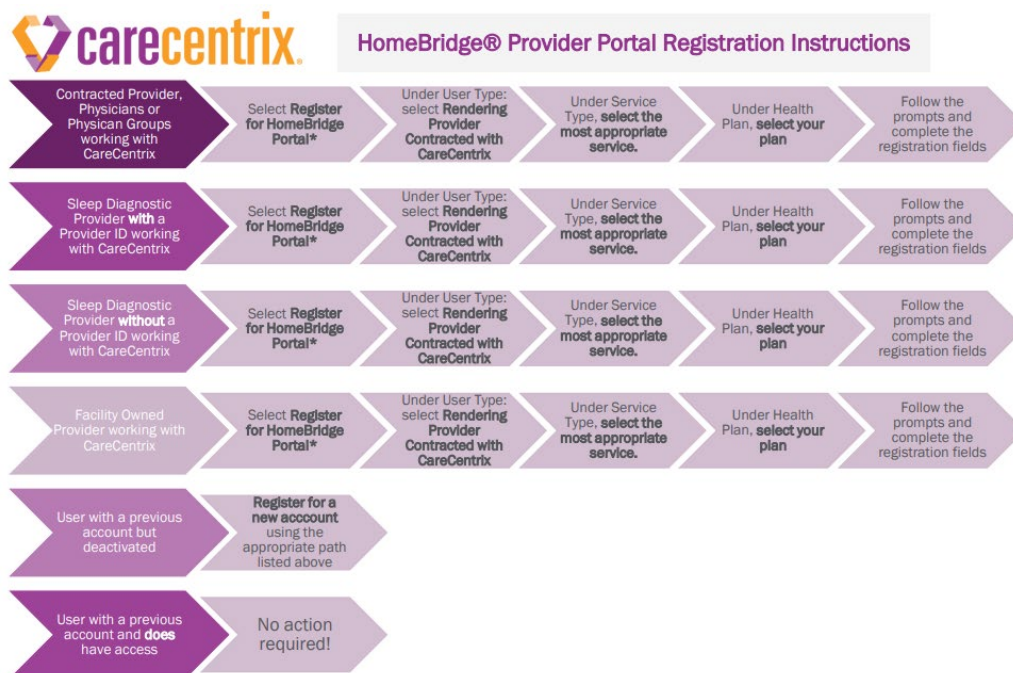 carecentrix.
HomeBridge® Provider Portal Registration Instructions
Contracted Provider,
Physicians or
Physican Groups
working with
CareCentrix
Select Register
for HomeBridge
Portal*
Under User Type:
select Rendering
Provider
Contracted with
CareCentrix
Under Service
Type, select the
most appropriate
service.
Under Health
Plan, select your
plan
Follow the
prompts and
complete the
registration fields
Sleep Diagnostic
Provider with a
Provider ID working
with CareCentrix
Select Register
for HomeBridge
Portal*
Under User Type:
select Rendering
Provider
Contracted with
CareCentrix
Under Service
Type, select the
most appropriate
service.
Under Health
Plan, select your
plan
Follow the
prompts and
complete the
registration fields
Sleep Diagnostic
Provider without a
Provider ID working
with CareCentrix
Select Register
for HomeBridge
Portal*
Under User Type:
select Rendering
Provider
Contracted with
CareCentrix
Under Service
Type, select the
most appropriate
service.
Under Health
Plan, select your
plan
Follow the
prompts and
complete the
registration fields
Facility Owned
Provider working with
CareCentrix
Select Register
for HomeBridge
Portal*
Under User Type:
select Rendering
Provider
Contracted with
CareCentrix
Under Service
Type, select the
most appropriate
service.
Under Health
Plan, select your
plan
Follow the
prompts and
complete the
registration fields
User with a previous
account but
deactivated
Register for a
new acccount
using the
appropriate path
listed above
User with a previous
account and does
have access
No action
required!